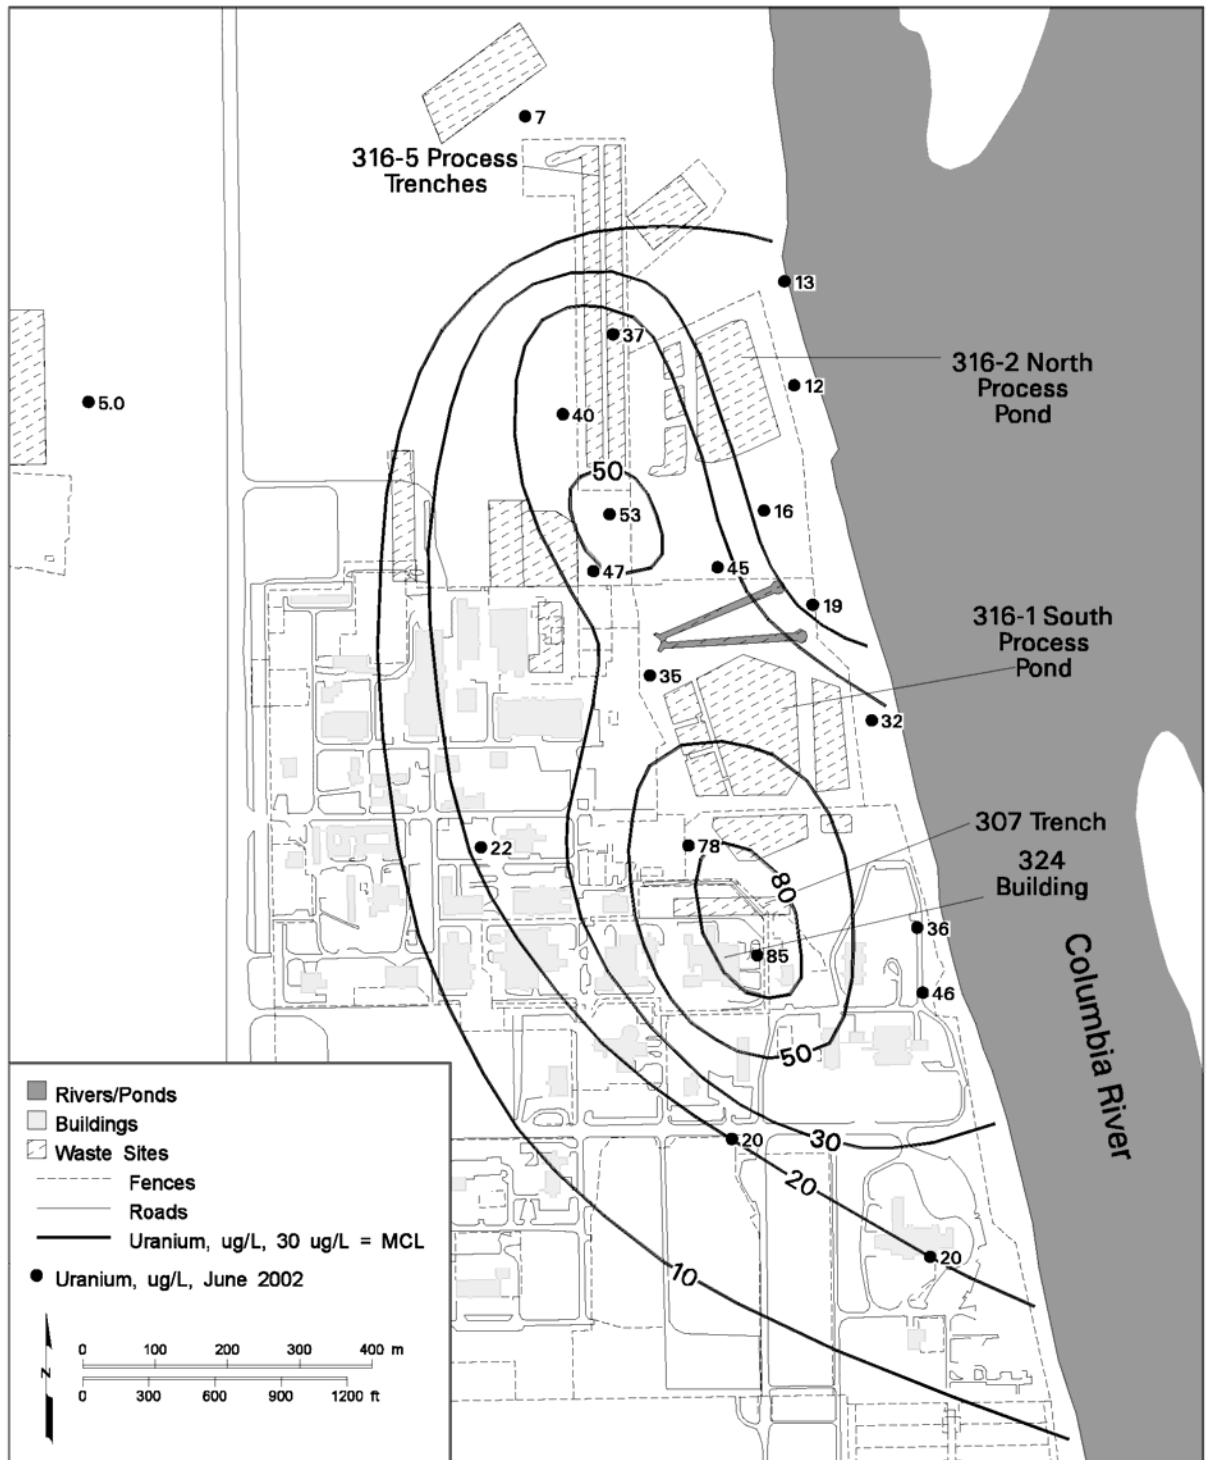 7
316-5 Process
Trenches
13
37
316-2 North
Process
Pond
12
5.0
40
50
53
16
47
45
19
316-1 South
Process
Pond
35
32
307 Trench
78
22
324
Building
80
36
85
46
Columbia River
50
20
30
20
20
10
Rivers/Ponds
Buildings
Waste Sites
Fences
Roads
Uranium, ug/L, 30 ug/L = MCL
Uranium, ug/L, June 2002
0 100 200 300 400 m
0 300 600 900 1200 ft
N